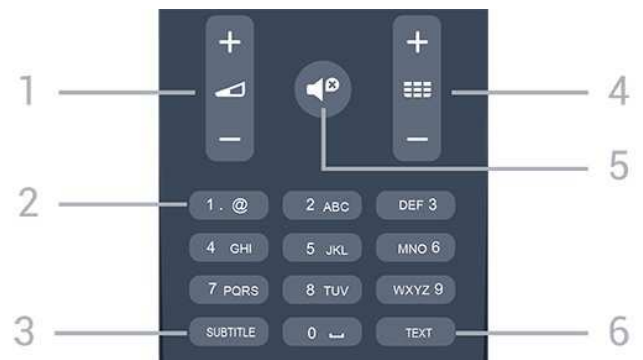 + +
1 4
- -
5
2 1 . @ 2 ABC DEF 3
4 GHI 5 JKL MNO 6
7 PQRS 8 TUV WXYZ 9
3 SUBTITLE 0 ⎵ TEXT 6